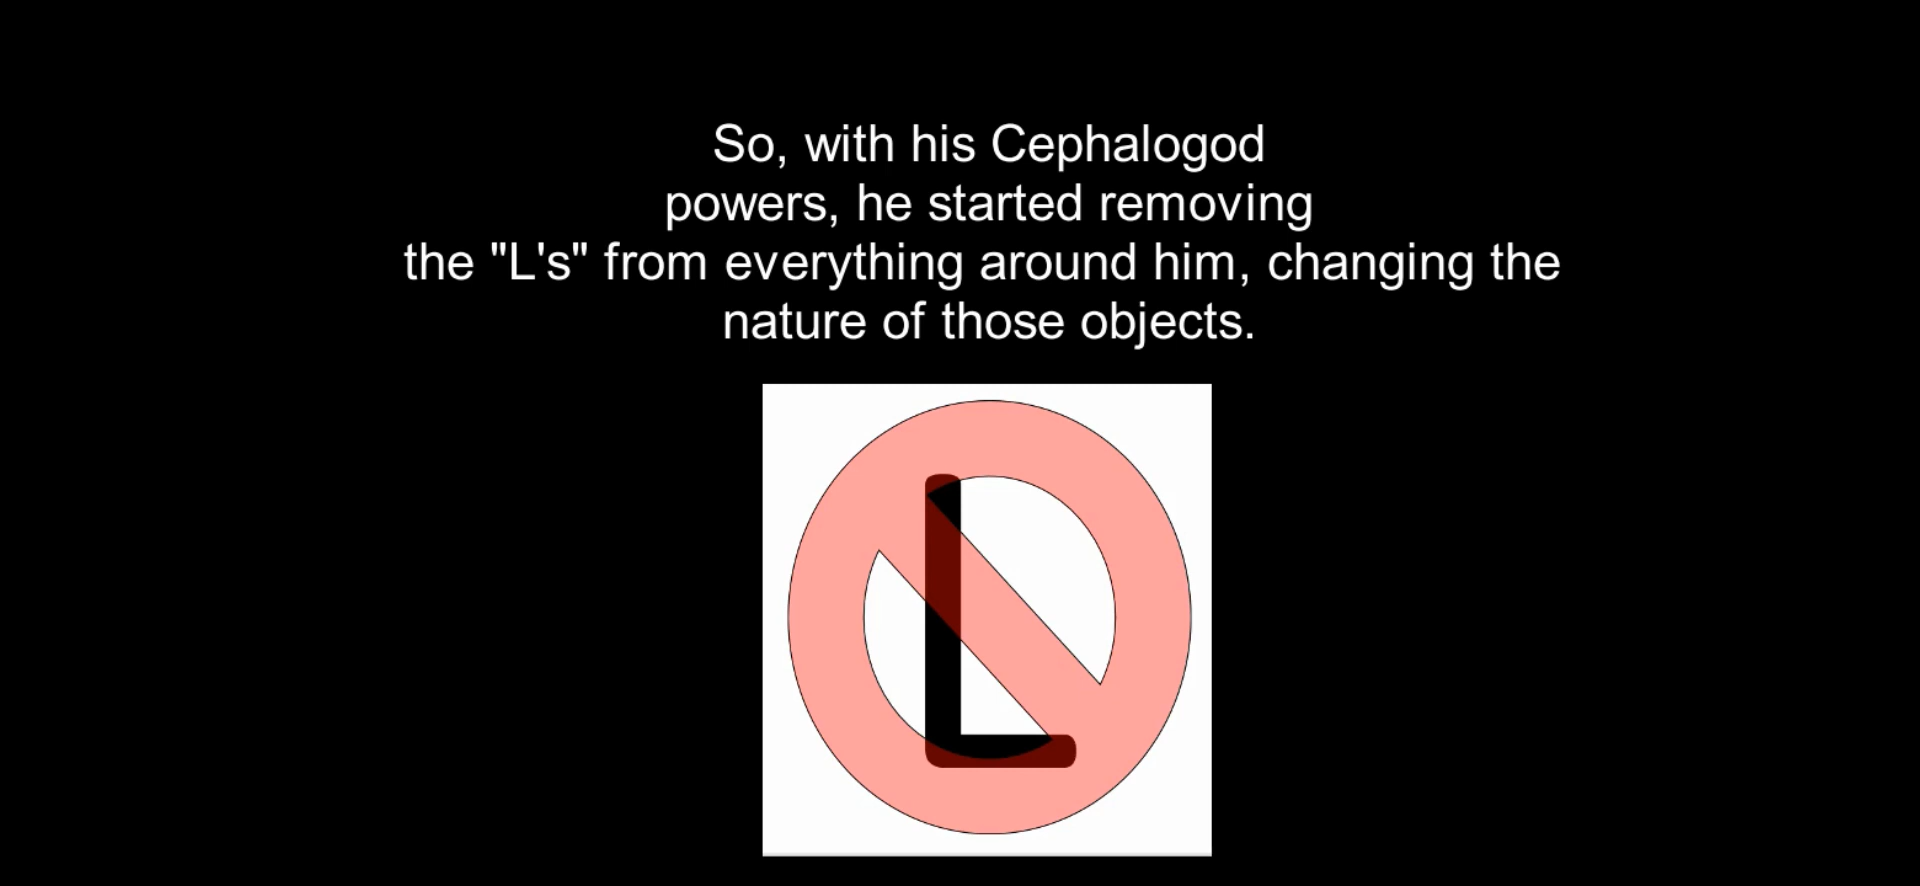 So, with his Cephalogod
powers, he started removing
the "L's" from everything around him, changing the
nature of those objects.
L